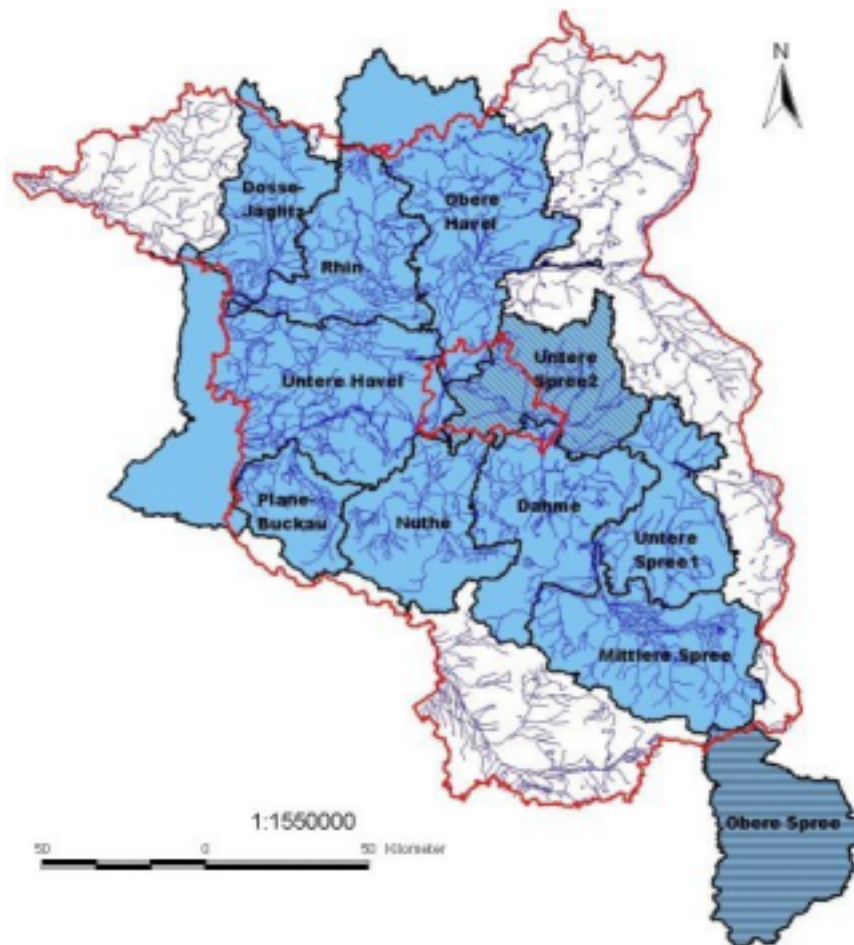 N
Dosse-
Jäglitz
Obere
Havel
Rhin
Untere
Spree2
Untere Havel
Plane-
Buckau
Nuthe
Dahme
Untere
Spree1
Mittlere Spree
Obere Spree
1:1550000
50 0 50 Kilometer